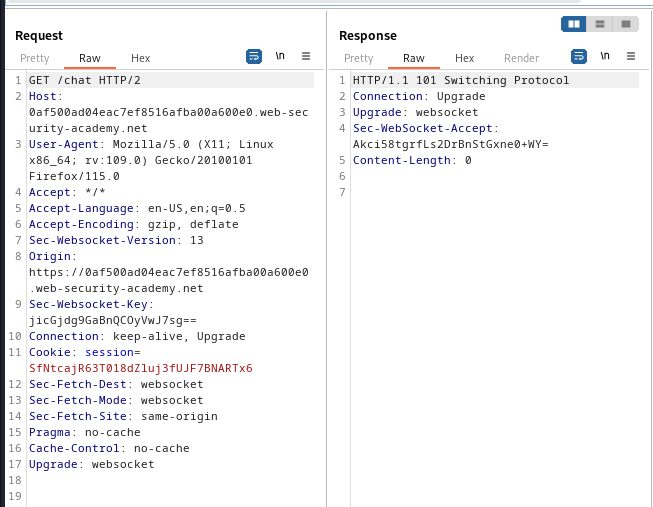 Request
Pretty Raw Hex \n
1 GET /chat HTTP/2
2 Host:
0af500ad04eac7ef8516afba00a600e0.web-sec
urity-academy.net
3 User-Agent: Mozilla/5.0 (X11; Linux
x86_64; rv:109.0) Gecko/20100101
Firefox/115.0
4 Accept: */*
5 Accept-Language: en-US,en;q=0.5
6 Accept-Encoding: gzip, deflate
7 Sec-Websocket-Version: 13
8 Origin:
https://0af500ad04eac7ef8516afba00a600e0
.web-security-academy.net
9 Sec-Websocket-Key:
jicGjdg9GaBnQCOyVwJ7sg==
10 Connection: keep-alive, Upgrade
11 Cookie: session=
SfNtcajR63T018dZ1uj3fUJF7BNARTx6
12 Sec-Fetch-Dest: websocket
13 Sec-Fetch-Mode: websocket
14 Sec-Fetch-Site: same-origin
15 Pragma: no-cache
16 Cache-Control: no-cache
17 Upgrade: websocket
18
19
Response
Pretty Raw Hex Render \n
1 HTTP/1.1 101 Switching Protocol
2 Connection: Upgrade
3 Upgrade: websocket
4 Sec-WebSocket-Accept:
Akci58tgrfLs2DrBnStGxne0+WY=
5 Content-Length: 0
6
7